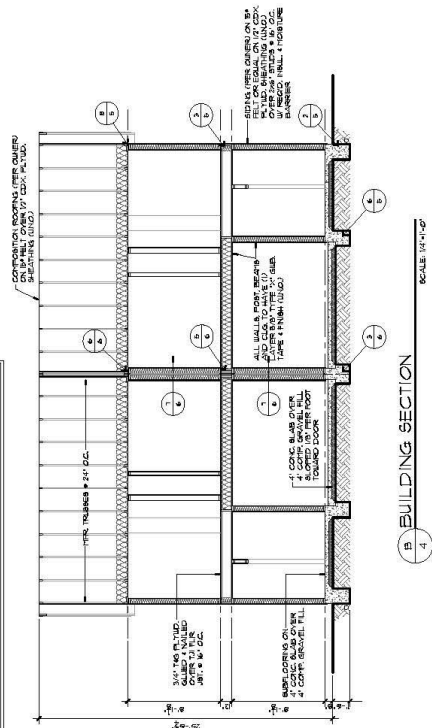 COMPOSITION ROOFING (PER OWNER)
ON 15# FELT OVER 1/2" CDX. PLYWD.
SHEATHING (U.N.O.)
MFR. TRUSSES @ 24" O.C.
SIDING (PER OWNER) ON 15#
FELT OR EQUAL ON 1/2" CDX.
PLYWD. SHEATHING (U.N.O.)
OVER 2X6 STUDS @ 16" O.C.
W/ REQ'D. INSUL. & MOISTURE
BARRIER
ALL WALLS, POST, BEAMS
AND CLG. TO HAVE (1)
LAYER 5/8" TYPE "X" GWB.
TAPE & FINISH (U.N.O.)
3/4" T&G PLYWD.
GLUED & NAILED
OVER TJI FLR.
JST. @ 16" O.C.
4" CONC. SLAB OVER
4" COMP. GRAVEL FILL
SLOPED 1/8" PER FOOT
TOWARD DOOR
SUBFLOORING ON
4" CONC. SLAB OVER
4" COMP. GRAVEL FILL
B
4
BUILDING SECTION
SCALE: 1/4"=1'-0"